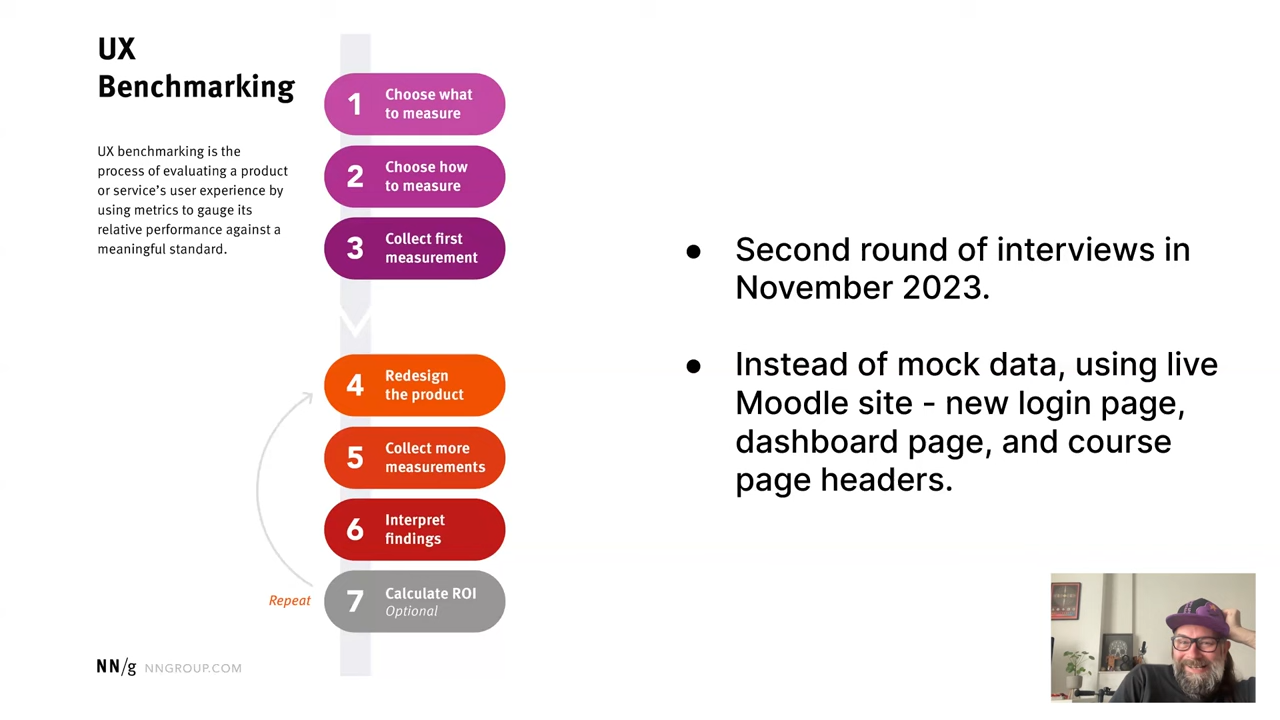 UX
Benchmarking
UX benchmarking is the
process of evaluating a product
or service's user experience by
using metrics to gauge its
relative performance against a
meaningful standard.
1 Choose what
to measure
2 Choose how
to measure
3 Collect first
measurement
4 Redesign
the product
5 Collect more
measurements
6 Interpret
findings
7 Calculate ROI
Optional
Repeat
NN/g NNGROUP.COM
● Second round of interviews in
November 2023.
● Instead of mock data, using live
Moodle site - new login page,
dashboard page, and course
page headers.